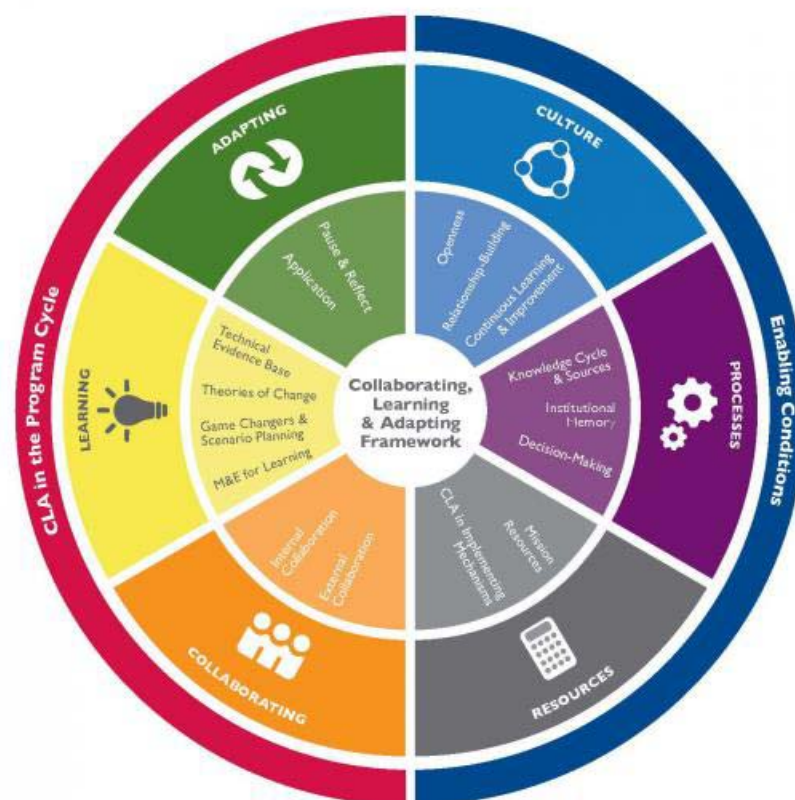 CLA in the Program Cycle
Enabling Conditions
ADAPTING
Pause & Reflect
Application
CULTURE
Openness
Relationship-Building
Continuous Learning
& Improvement
LEARNING
Technical
Evidence Base
Theories of Change
Game Changers &
Scenario Planning
M&E for Learning
Collaborating,
Learning
& Adapting
Framework
PROCESSES
Knowledge Cycle
& Sources
Institutional
Memory
Decision-Making
COLLABORATING
Internal
Collaboration
External
Collaboration
RESOURCES
Mission
Resources
CLA in Implementing
Mechanisms